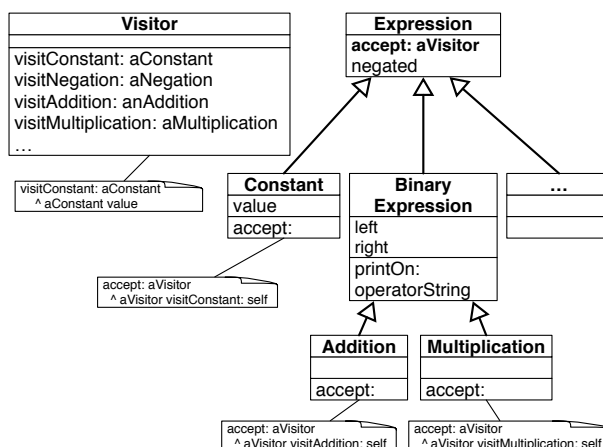 Visitor
visitConstant: aConstant
visitNegation: aNegation
visitAddition: anAddition
visitMultiplication: aMultiplication
…
visitConstant: aConstant
^ aConstant value
Expression
accept: aVisitor
negated
Constant
value
accept:
accept: aVisitor
^ aVisitor visitConstant: self
Binary
Expression
left
right
printOn:
operatorString
...
Addition
accept:
accept: aVisitor
^ aVisitor visitAddition: self
Multiplication
accept:
accept: aVisitor
^ aVisitor visitMultiplication: self